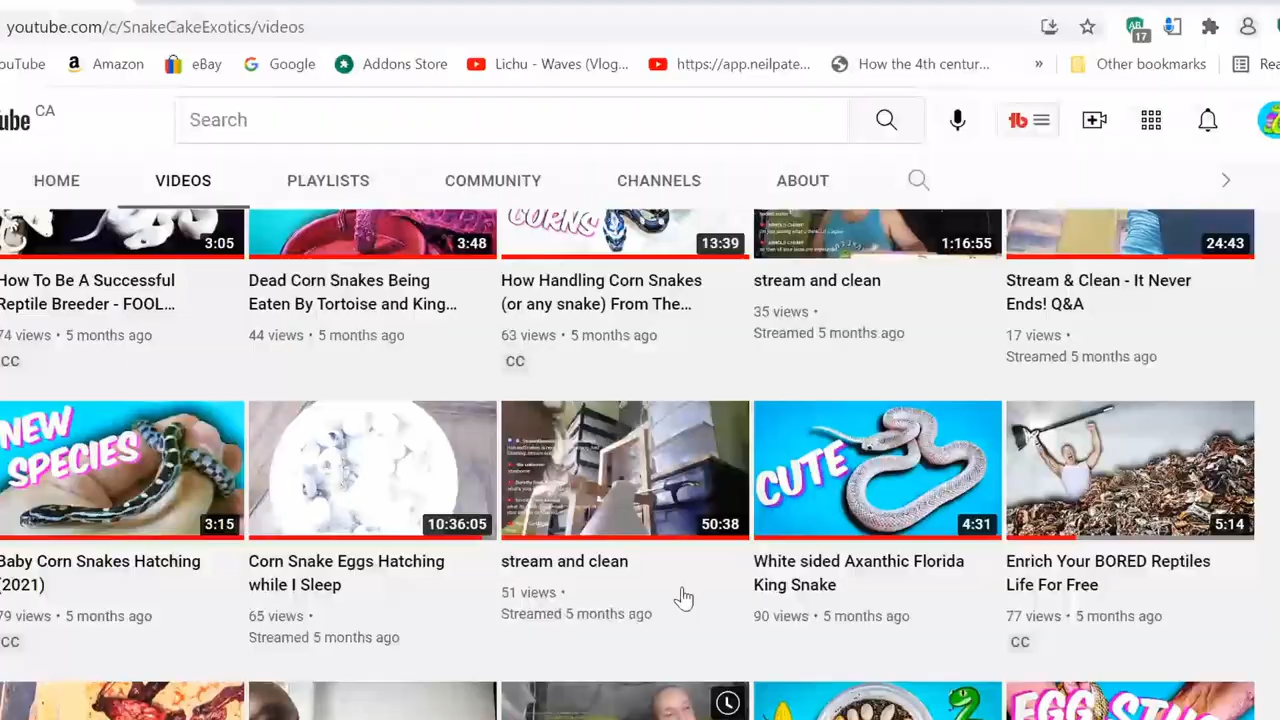 youtube.com/c/SnakeCakeExotics/videos
17
ouTube Amazon eBay Google Addons Store Lichu - Waves (Vlog... https://app.neilpate... How the 4th centur... » Other bookmarks Rea
ube CA
Search
HOME VIDEOS PLAYLISTS COMMUNITY CHANNELS ABOUT
CORNS
3:05 3:48 13:39 1:16:55 24:43
How To Be A Successful
Reptile Breeder - FOOL...
74 views • 5 months ago
CC
Dead Corn Snakes Being
Eaten By Tortoise and King...
44 views • 5 months ago
How Handling Corn Snakes
(or any snake) From The...
63 views • 5 months ago
CC
stream and clean
35 views •
Streamed 5 months ago
Stream & Clean - It Never
Ends! Q&A
17 views •
Streamed 5 months ago
NEW
SPECIES
3:15
Baby Corn Snakes Hatching
(2021)
79 views • 5 months ago
CC
10:36:05
Corn Snake Eggs Hatching
while I Sleep
65 views •
Streamed 5 months ago
50:38
stream and clean
51 views •
Streamed 5 months ago
CUTE
4:31
White sided Axanthic Florida
King Snake
90 views • 5 months ago
5:14
Enrich Your BORED Reptiles
Life For Free
77 views • 5 months ago
CC
EGG